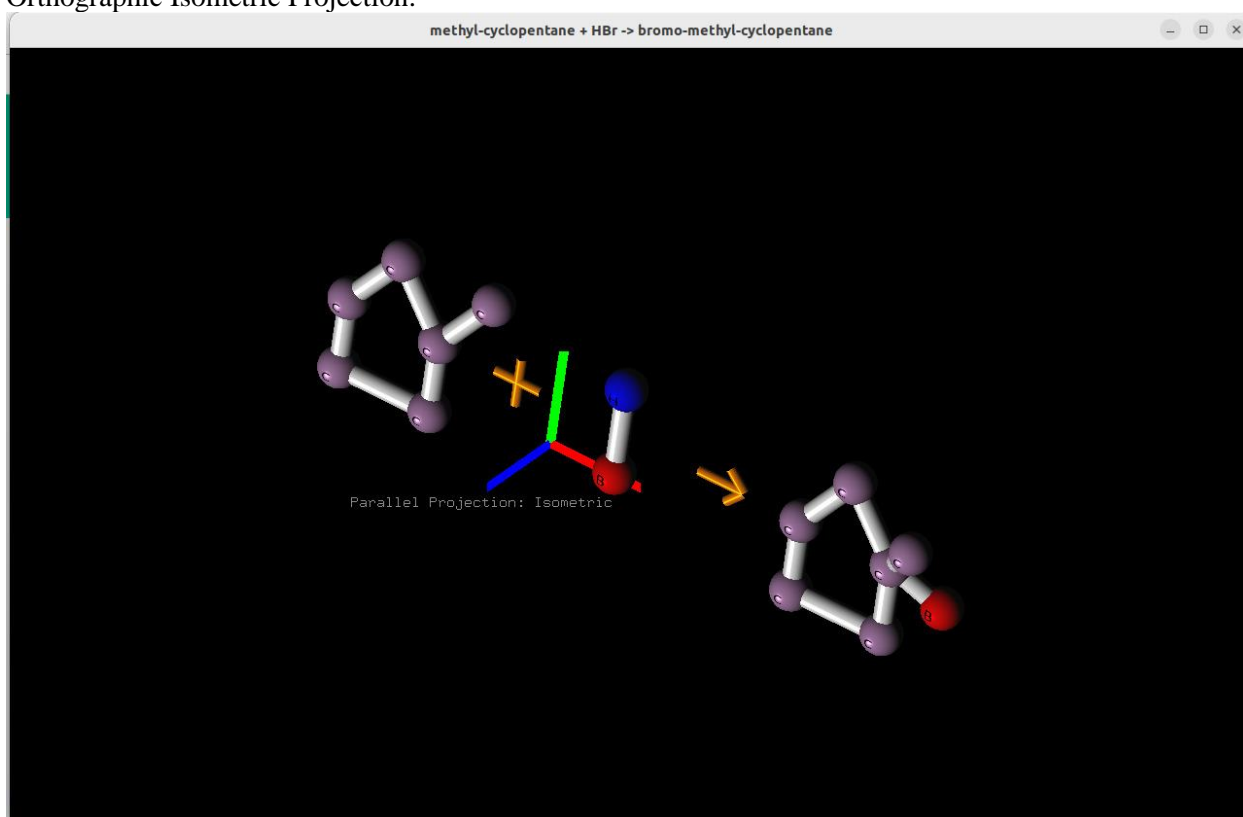 Orthographic Isometric Projection:
methyl-cyclopentane + HBr -> bromo-methyl-cyclopentane
C
C
C
C
C
C
H
B
Parallel Projection: Isometric
C
C
C
C
C
C
B